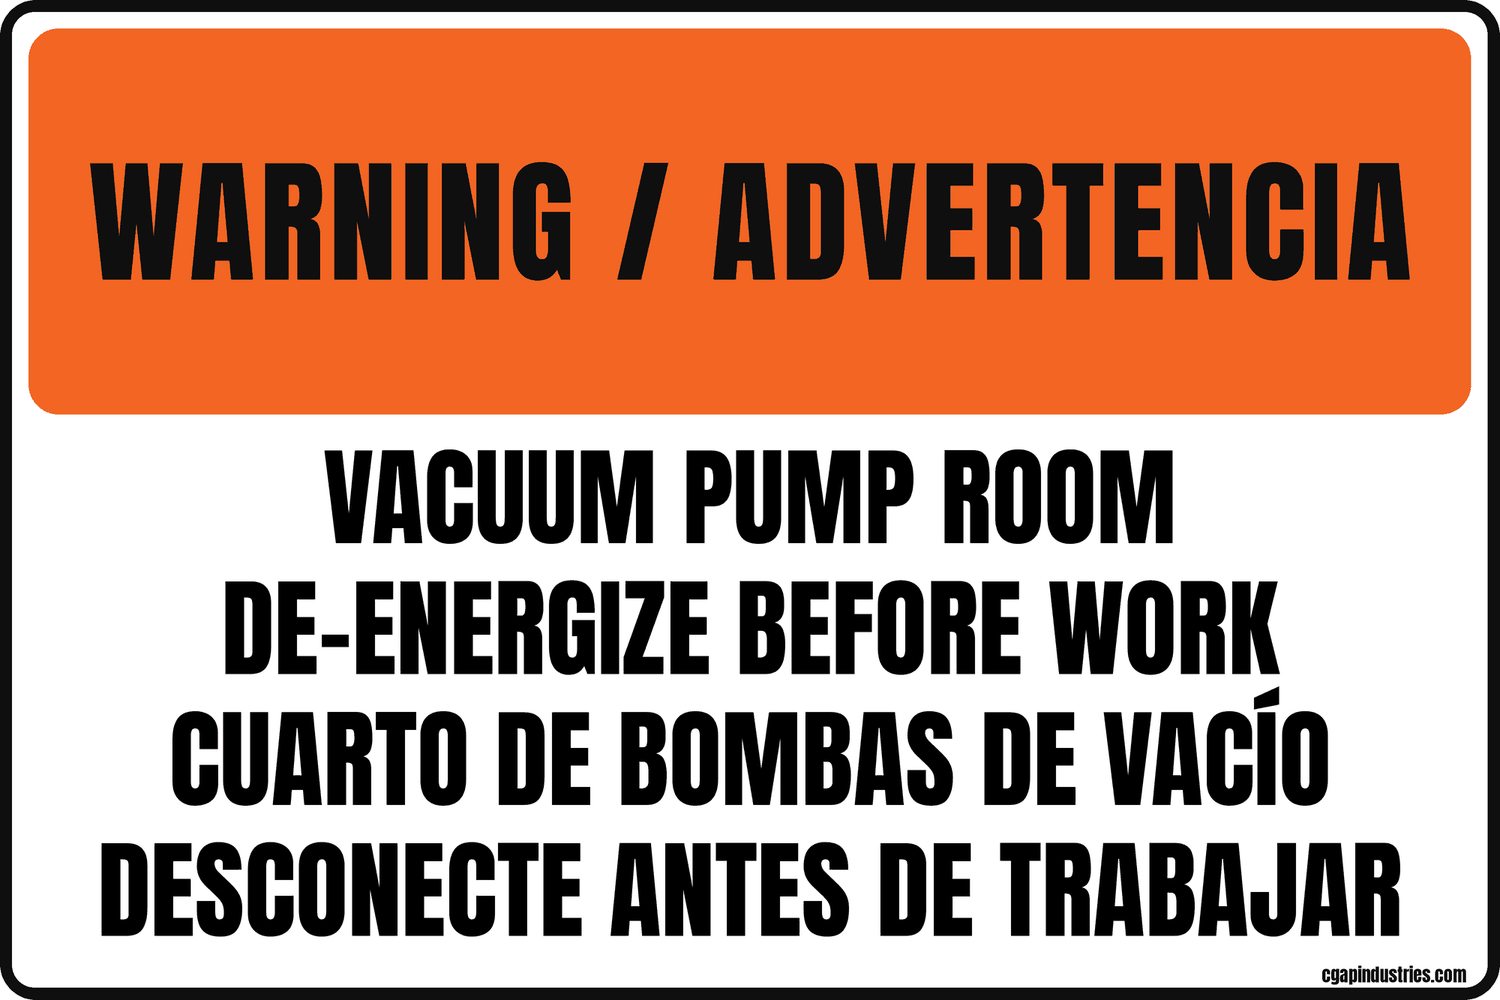 WARNING / ADVERTENCIA
VACUUM PUMP ROOM
DE-ENERGIZE BEFORE WORK
CUARTO DE BOMBAS DE VACÍO
DESCONECTE ANTES DE TRABAJAR
cgapindustries.com